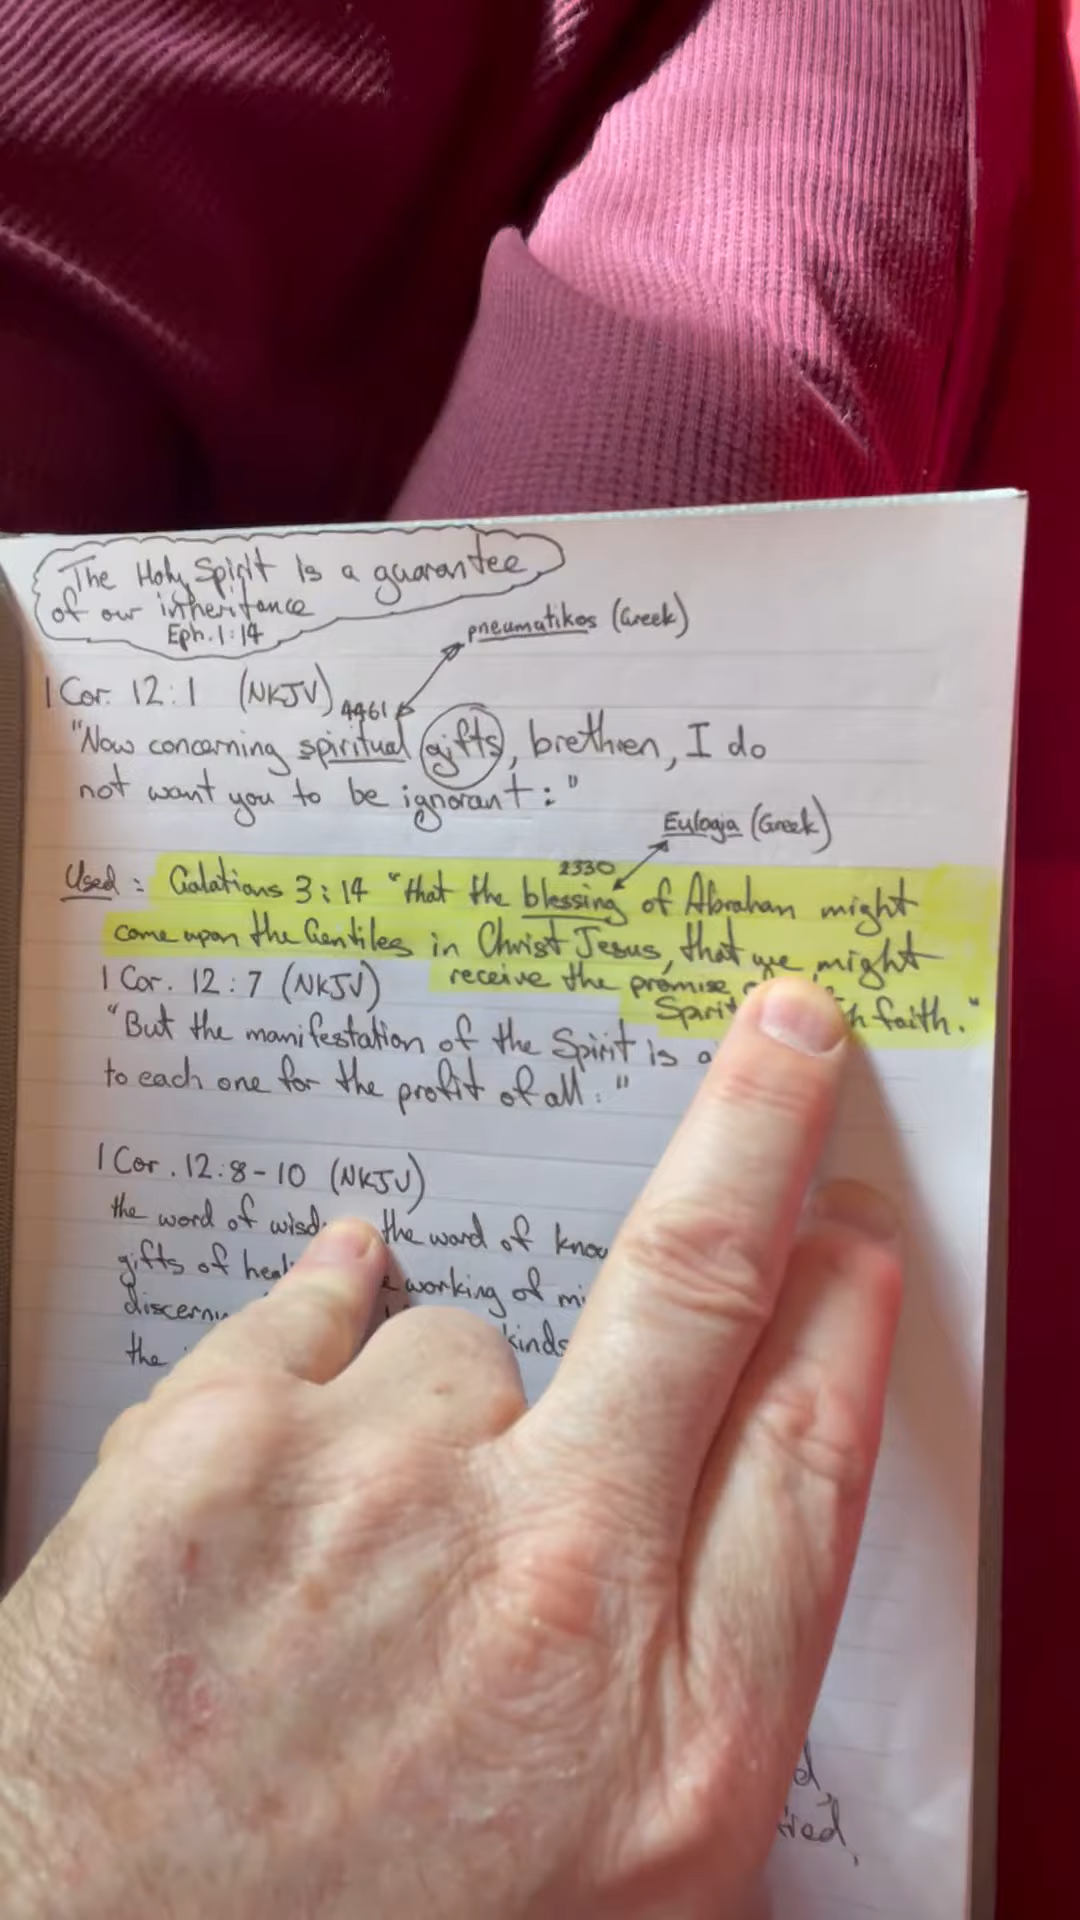 The Holy Spirit is a guarantee
of our inheritance
Eph. 1:14
pneumatikos (Greek)
1 Cor. 12:1 (NKJV) 4461
"Now concerning spiritual gifts, brethren, I do
not want you to be ignorant:"
Eulogia (Greek)
2330
Used: Galations 3:14 "that the blessing of Abraham might
come upon the Gentiles in Christ Jesus, that we might
receive the promise
Spirit faith."
1 Cor. 12:7 (NKJV)
"But the manifestation of the Spirit is
to each one for the profit of all."
1 Cor. 12:8-10 (NKJV)
the word of the word of
gifts of working of
kinds
the